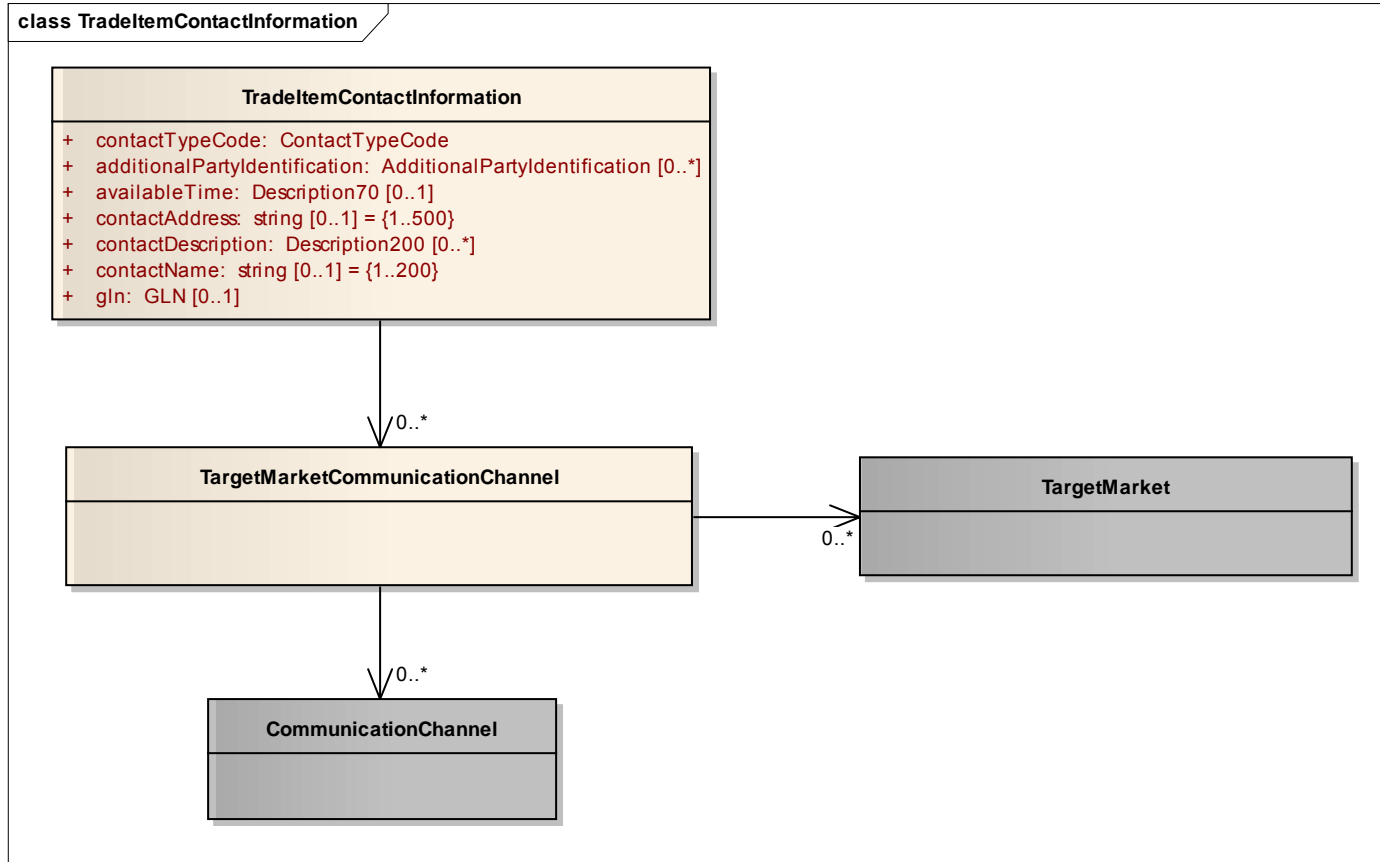 class TradeItemContactInformation
TradeItemContactInformation
+ contactTypeCode: ContactTypeCode
+ additionalPartyIdentification: AdditionalPartyIdentification [0..*]
+ availableTime: Description70 [0..1]
+ contactAddress: string [0..1] = {1..500}
+ contactDescription: Description200 [0..*]
+ contactName: string [0..1] = {1..200}
+ gln: GLN [0..1]
0..*
TargetMarketCommunicationChannel
TargetMarket
0..*
0..*
CommunicationChannel